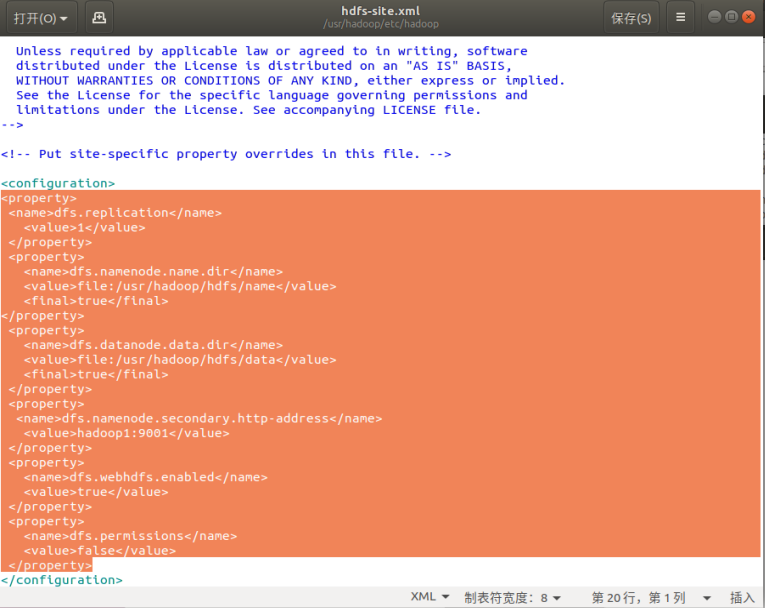 打开(O)
hdfs-site.xml
/usr/hadoop/etc/hadoop
保存(S)
Unless required by applicable law or agreed to in writing, software
distributed under the License is distributed on an "AS IS" BASIS,
WITHOUT WARRANTIES OR CONDITIONS OF ANY KIND, either express or implied.
See the License for the specific language governing permissions and
limitations under the License. See accompanying LICENSE file.
-->
<!-- Put site-specific property overrides in this file. -->
<configuration>
<property>
<name>dfs.replication</name>
<value>1</value>
</property>
<property>
<name>dfs.namenode.name.dir</name>
<value>file:/usr/hadoop/hdfs/name</value>
<final>true</final>
</property>
<property>
<name>dfs.datanode.data.dir</name>
<value>file:/usr/hadoop/hdfs/data</value>
<final>true</final>
</property>
<property>
<name>dfs.namenode.secondary.http-address</name>
<value>hadoop1:9001</value>
</property>
<property>
<name>dfs.webhdfs.enabled</name>
<value>true</value>
</property>
<property>
<name>dfs.permissions</name>
<value>false</value>
</property>
</configuration>
XML 制表符宽度：8 第 20 行，第 1 列 插入